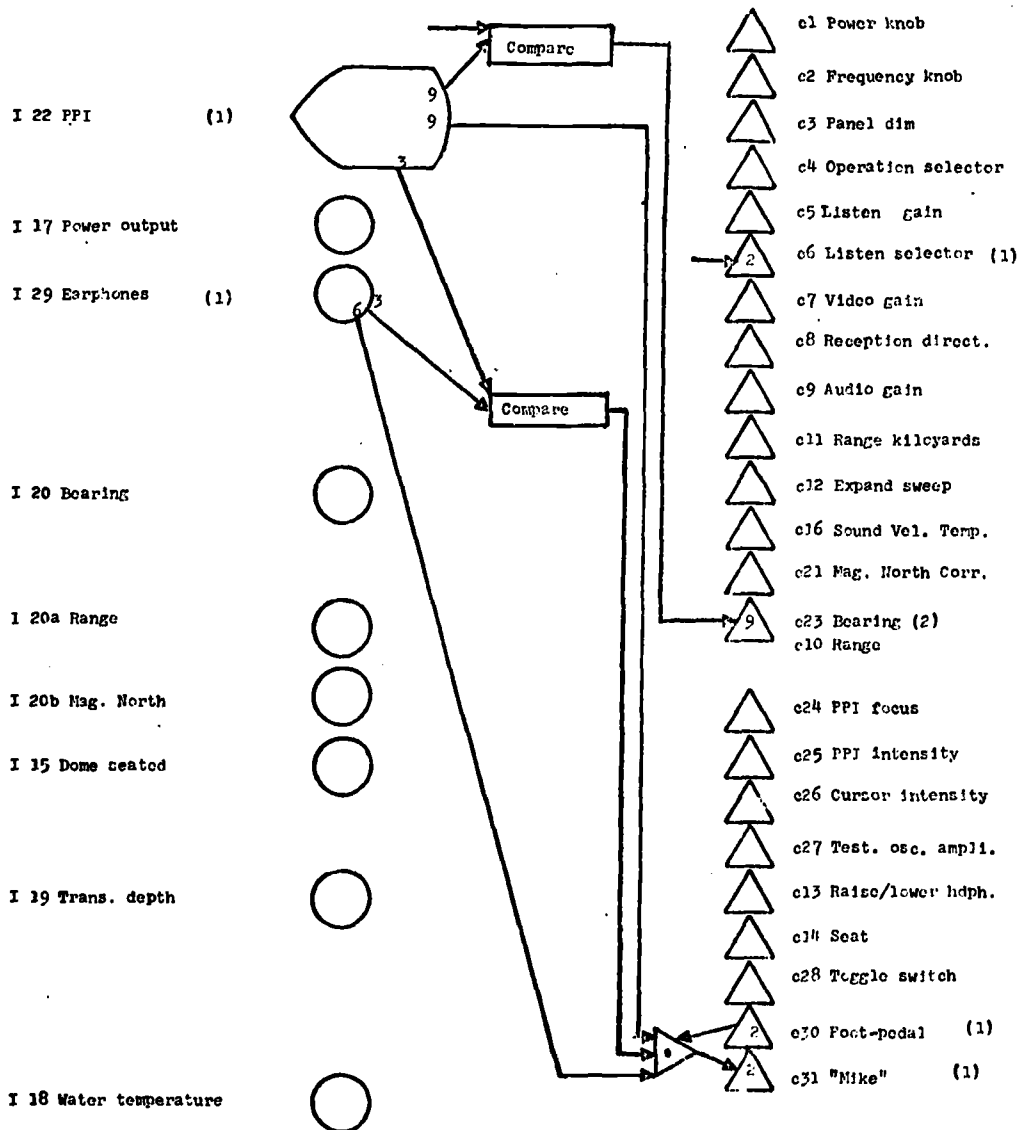 Compare
I 22 PPI (1)
9
9
3
I 17 Power output
I 29 Earphones (1)
6 3
Compare
I 20 Bearing
I 20a Range
I 20b Mag. North
I 15 Dome seated
I 19 Trans. depth
I 18 Water temperature
c1 Power knob
c2 Frequency knob
c3 Panel dim
c4 Operation selector
c5 Listen gain
2 c6 Listen selector (1)
c7 Video gain
c8 Reception direct.
c9 Audio gain
c11 Range kilcyards
c12 Expand sweep
c16 Sound Vel. Temp.
c21 Mag. North Corr.
9 c23 Bearing (2)
c10 Range
c24 PPI focus
c25 PPI intensity
c26 Cursor intensity
c27 Test. osc. ampli.
c13 Raise/lower hdph.
c14 Seat
c28 Toggle switch
2 c30 Foot-pedal (1)
2 c31 "Mike" (1)